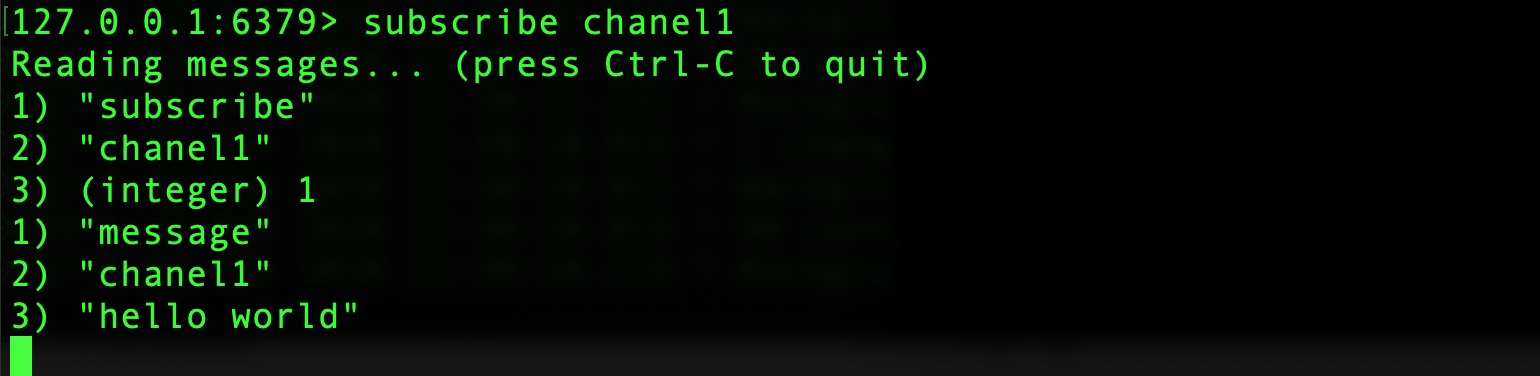 [127.0.0.1:6379> subscribe chanel1
Reading messages... (press Ctrl-C to quit)
1) "subscribe"
2) "chanel1"
3) (integer) 1
1) "message"
2) "chanel1"
3) "hello world"